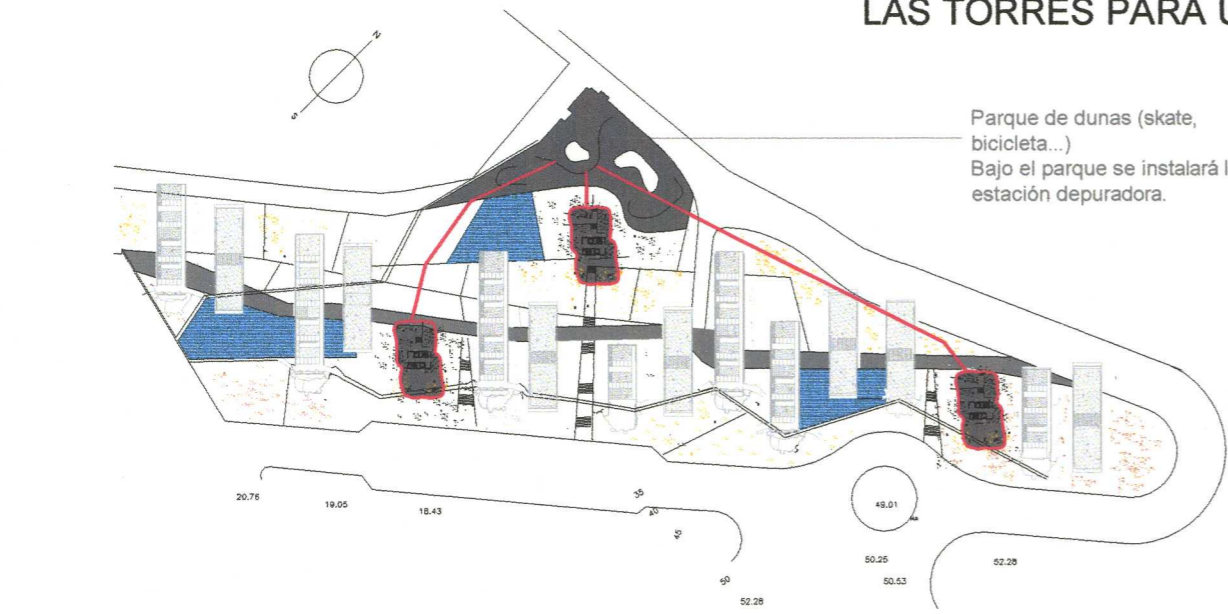 LAS TORRES PARA U
N
S
Parque de dunas (skate,
bicicleta...)
Bajo el parque se instalará l
estación depuradora.
20.76
19.05
18.43
35
40
45
50
52.28
49.01
50.25
50.53
52.28